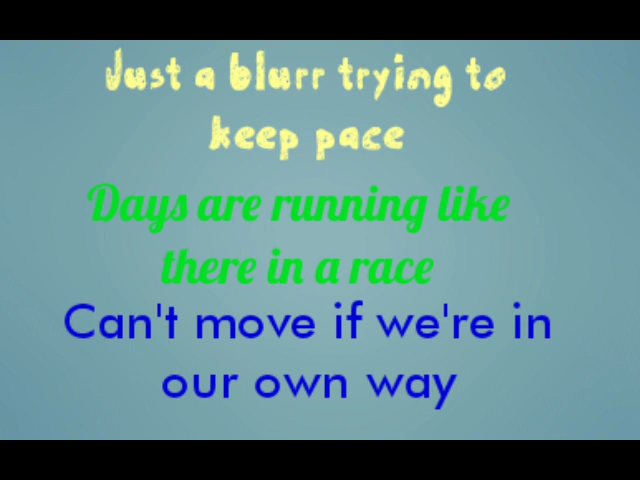 Just a blurr trying to
keep pace
Days are running like
there in a race
Can't move if we're in
our own way